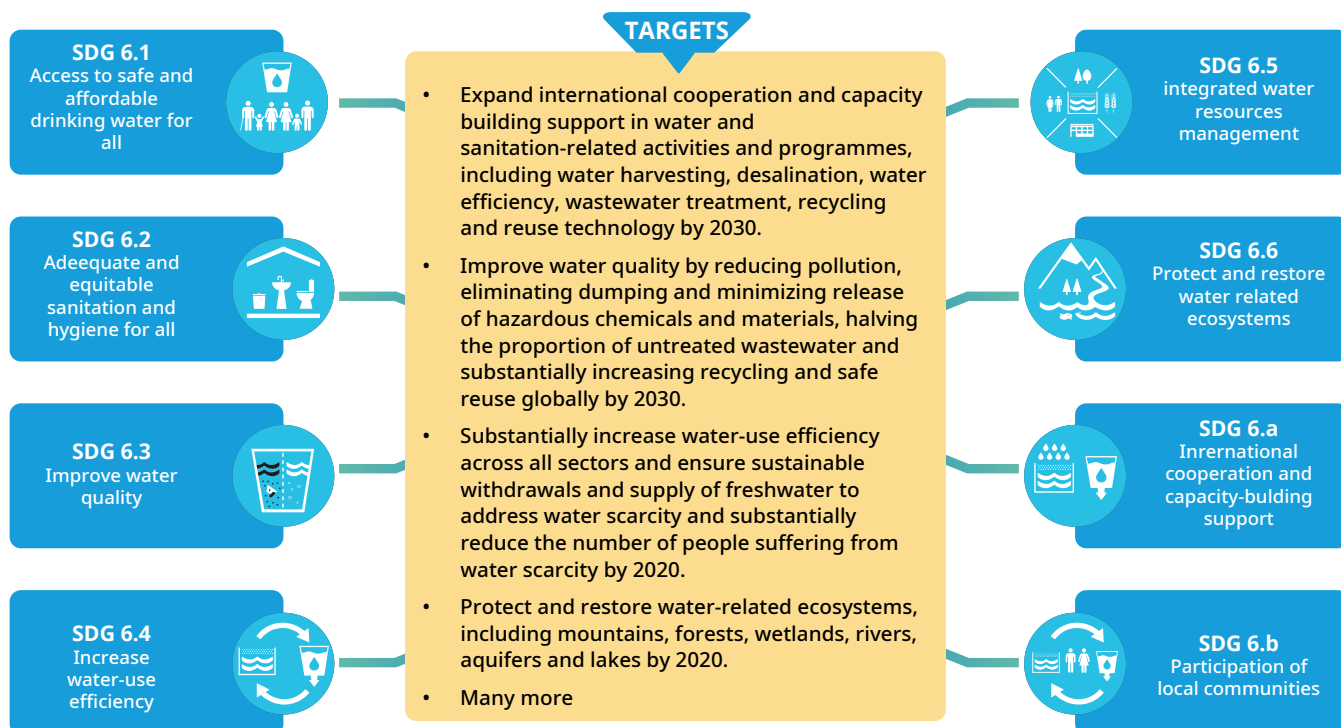 TARGETS
SDG 6.1
Access to safe and
affordable
drinking water for
all
SDG 6.2
Adeequate and
equitable
sanitation and
hygiene for all
SDG 6.3
Improve water
quality
SDG 6.4
Increase
water-use
efficiency
• Expand international cooperation and capacity
building support in water and
sanitation-related activities and programmes,
including water harvesting, desalination, water
efficiency, wastewater treatment, recycling
and reuse technology by 2030.
• Improve water quality by reducing pollution,
eliminating dumping and minimizing release
of hazardous chemicals and materials, halving
the proportion of untreated wastewater and
substantially increasing recycling and safe
reuse globally by 2030.
• Substantially increase water-use efficiency
across all sectors and ensure sustainable
withdrawals and supply of freshwater to
address water scarcity and substantially
reduce the number of people suffering from
water scarcity by 2020.
• Protect and restore water-related ecosystems,
including mountains, forests, wetlands, rivers,
aquifers and lakes by 2020.
• Many more
SDG 6.5
integrated water
resources
management
SDG 6.6
Protect and restore
water related
ecosystems
SDG 6.a
Inrernational
cooperation and
capacity-bulding
support
SDG 6.b
Participation of
local communities